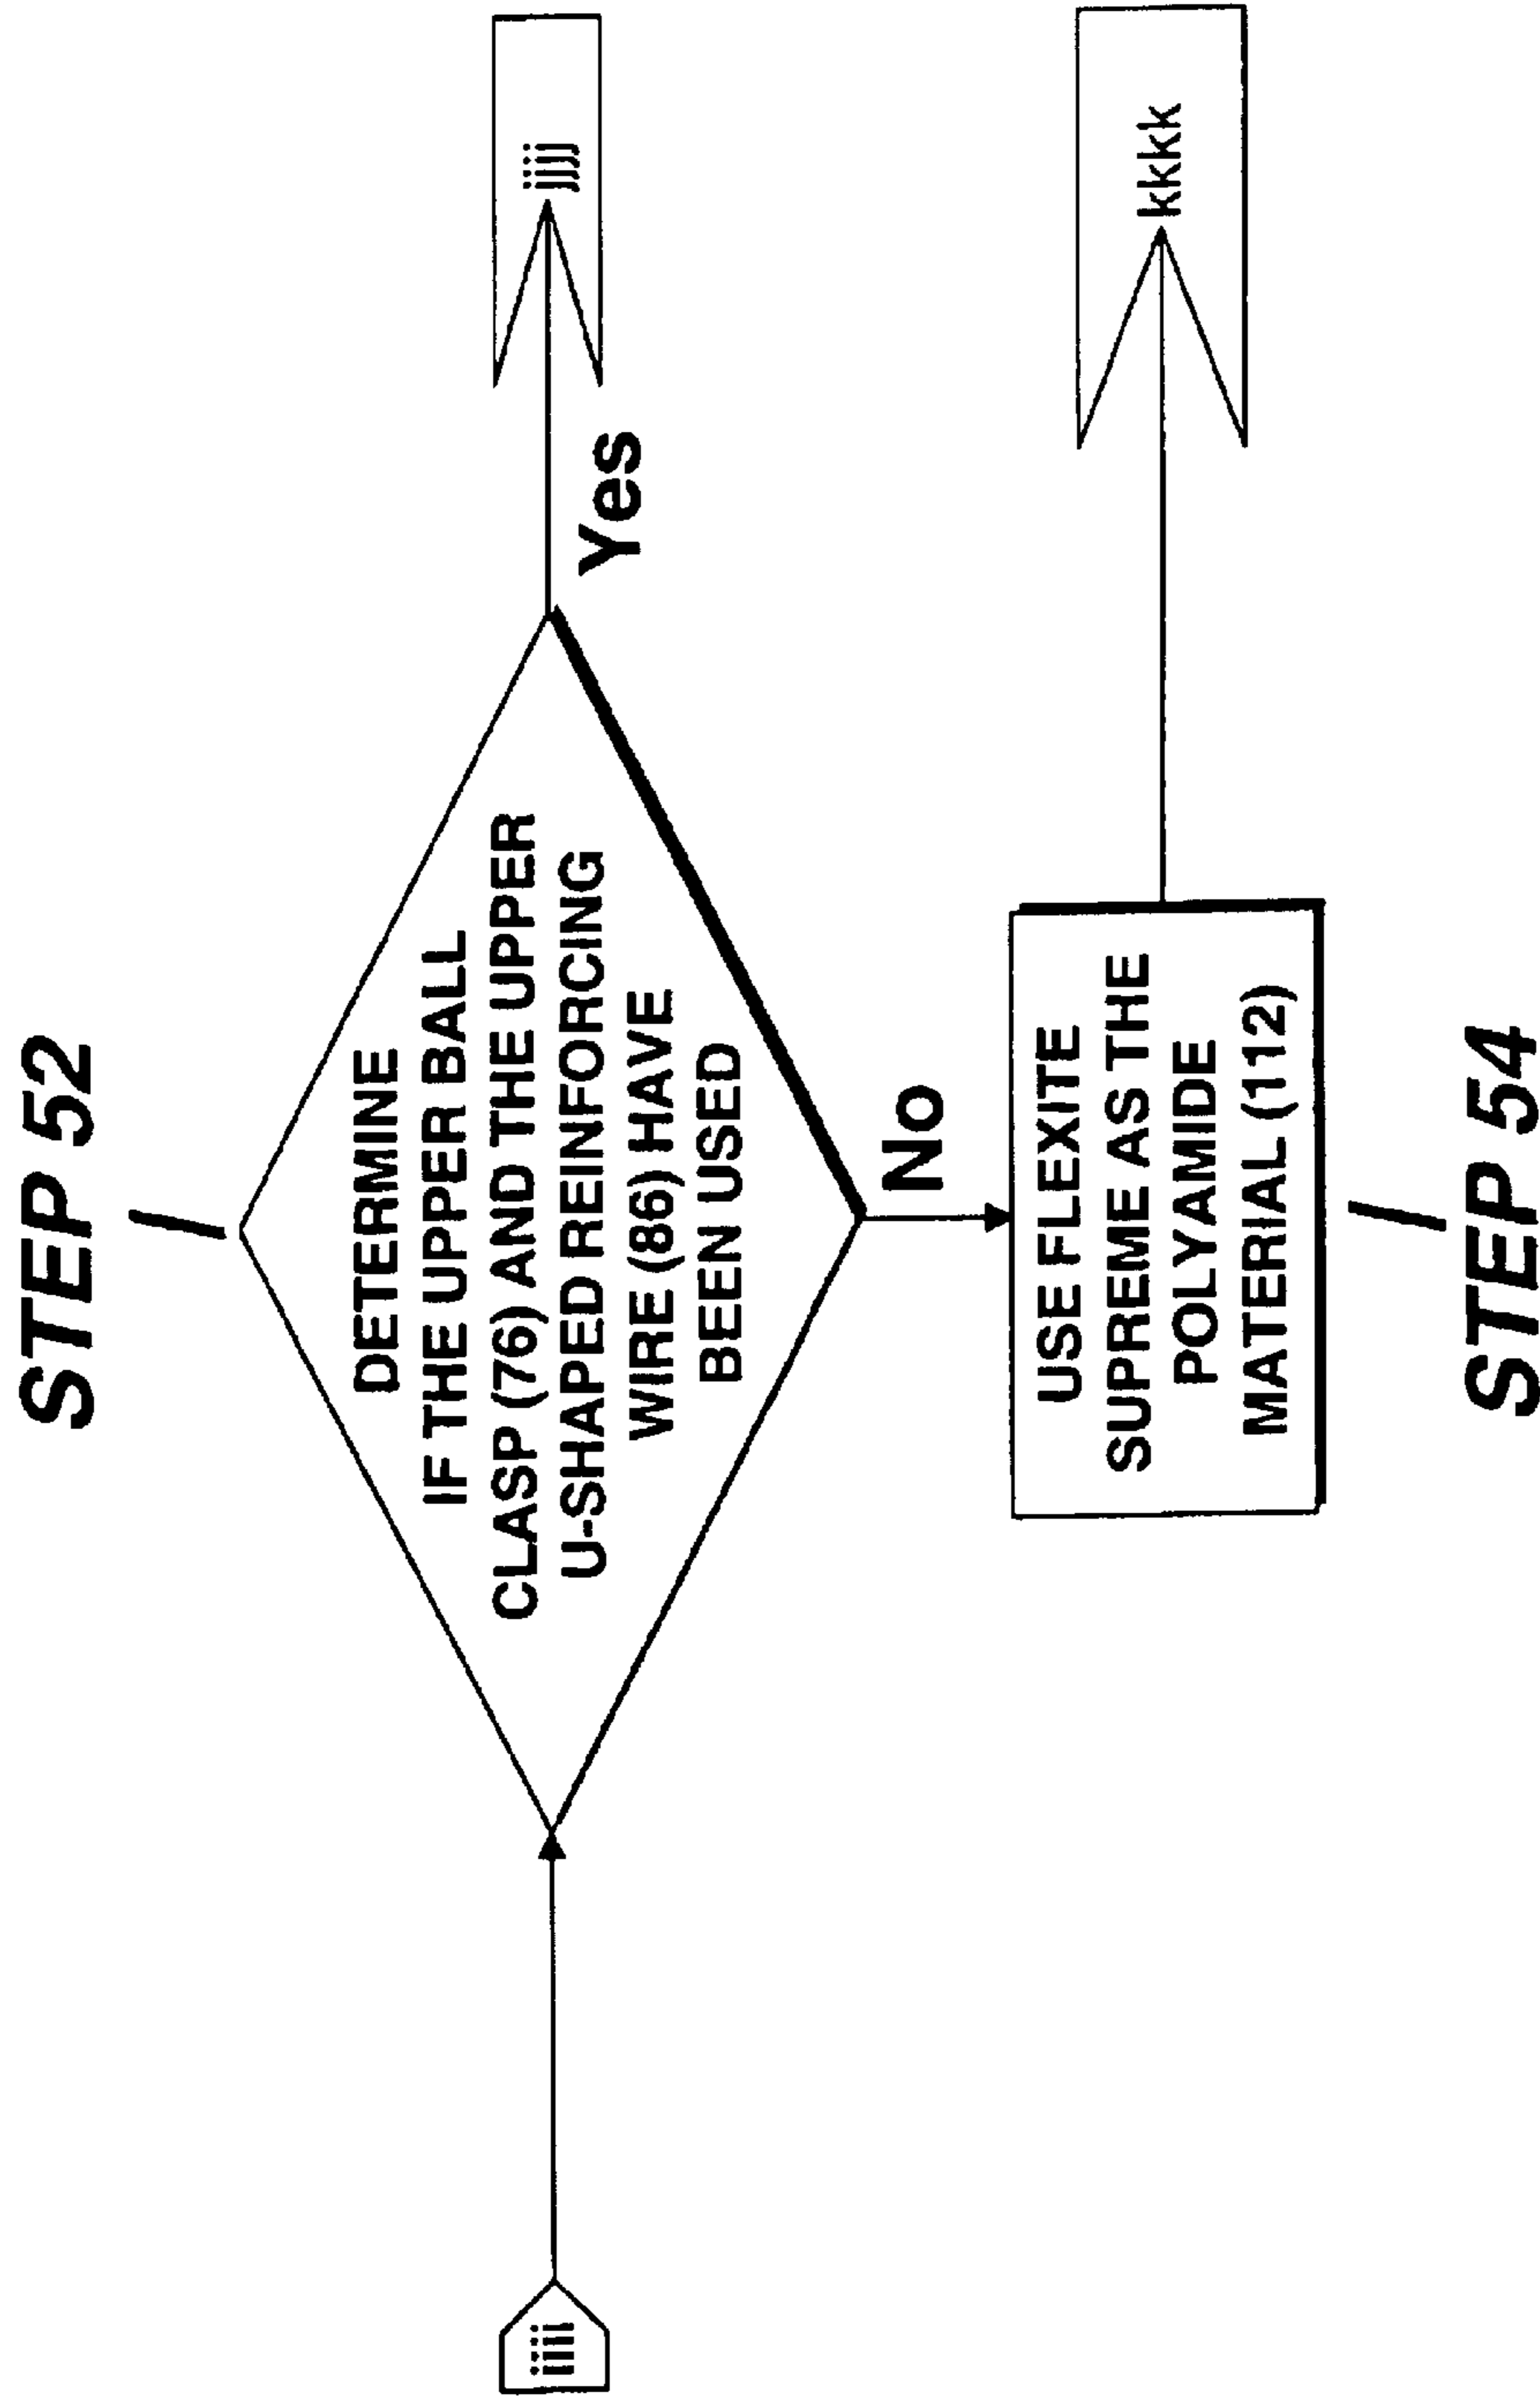 STEP 52
DETERMINE
IF THE UPPER BALL
CLASP (76) AND THE UPPER
U-SHAPED REINFORCING
WIRE (86) HAVE
BEEN USED
iiii
Yes
jjjj
No
USE FLEXITE
SUPREME AS THE
POLYAMIDE
MATERIAL (112)
kkkk
STEP 54